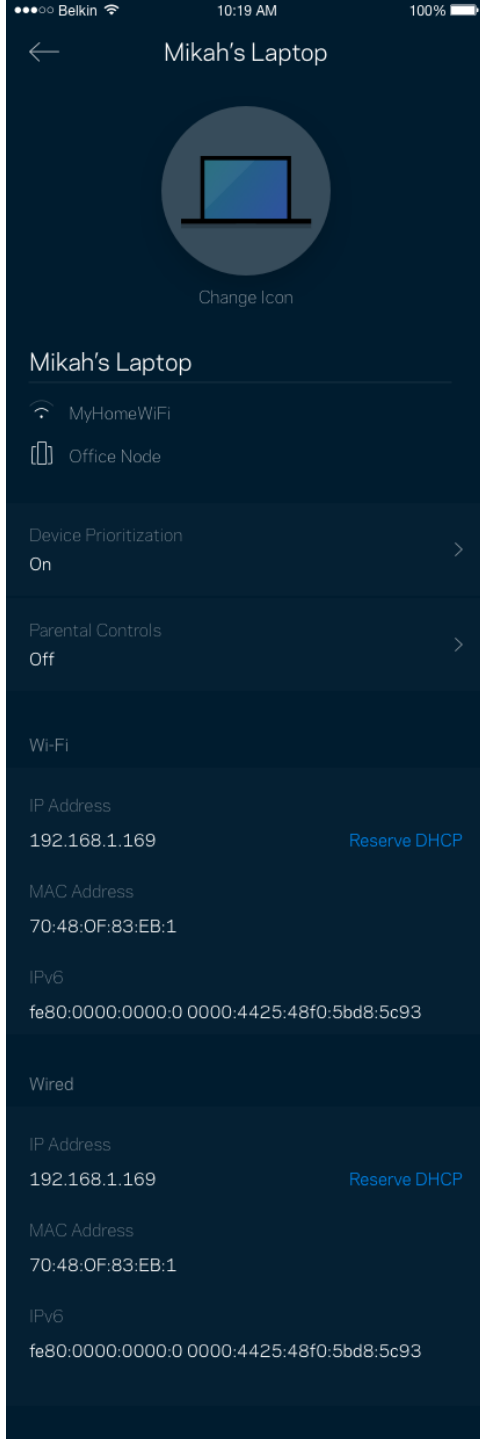 Belkin 10:19 AM 100%
Mikah's Laptop
Change Icon
Mikah's Laptop
MyHomeWiFi
Office Node
Device Prioritization
On
Parental Controls
Off
Wi-Fi
IP Address
192.168.1.169 Reserve DHCP
MAC Address
70:48:0F:83:EB:1
IPv6
fe80:0000:0000:0 0000:4425:48f0:5bd8:5c93
Wired
IP Address
192.168.1.169 Reserve DHCP
MAC Address
70:48:0F:83:EB:1
IPv6
fe80:0000:0000:0 0000:4425:48f0:5bd8:5c93